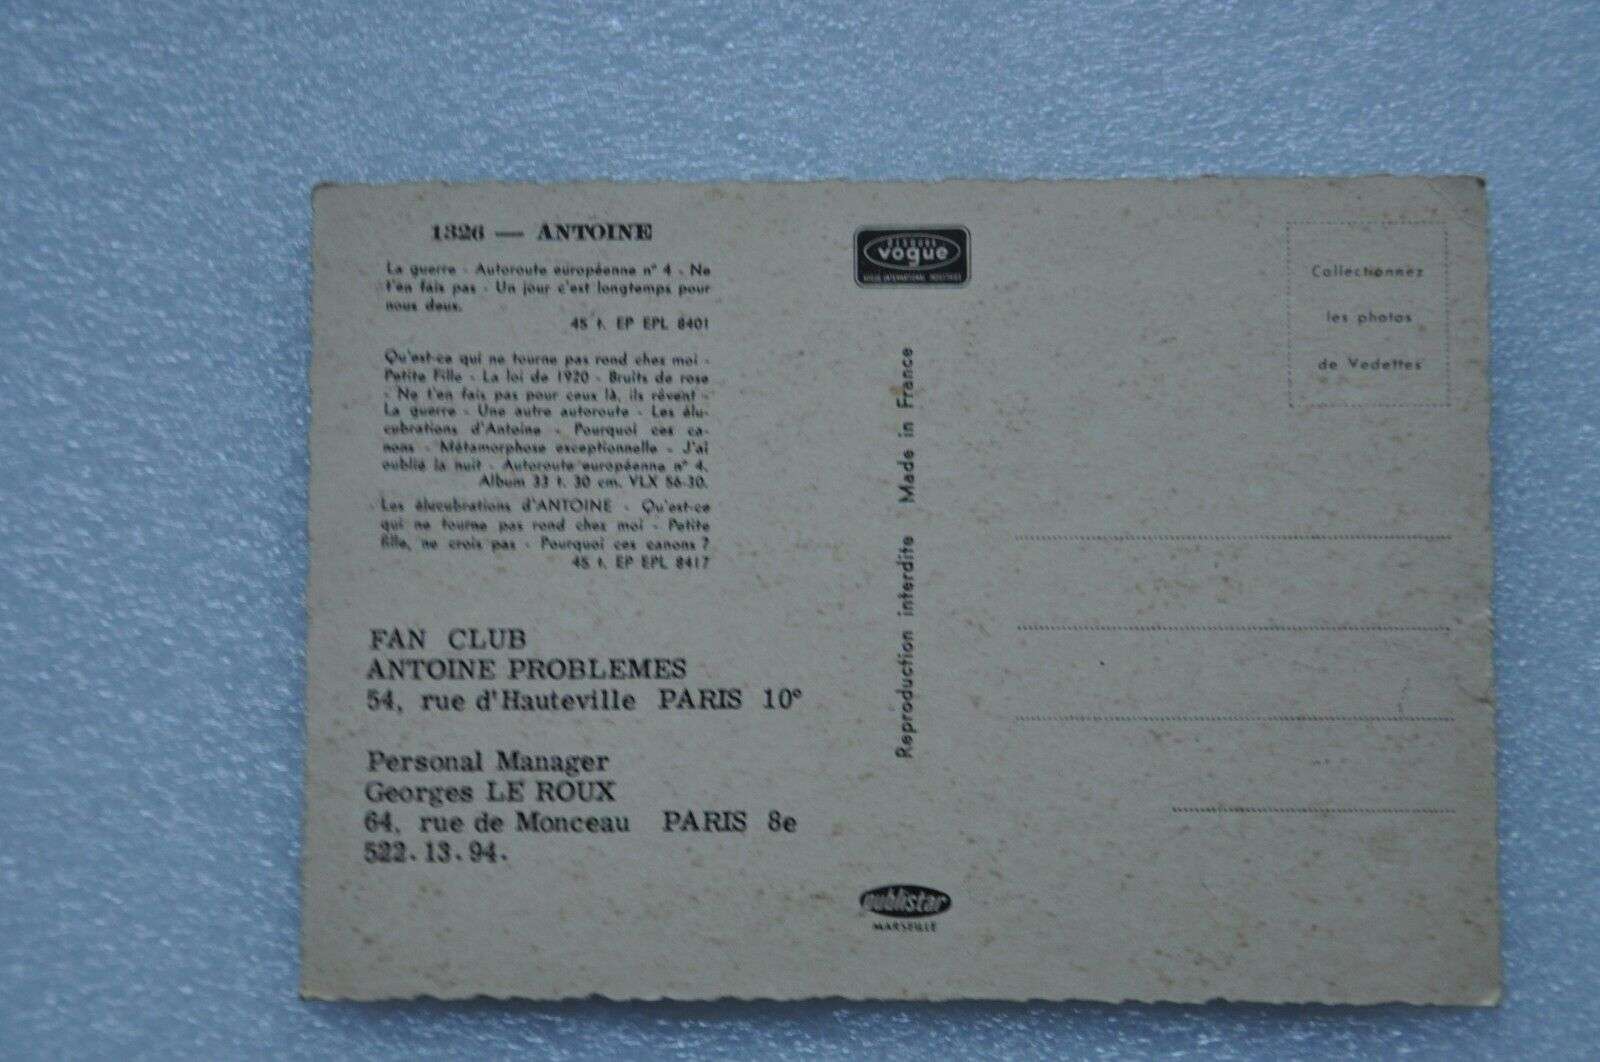 1326 — ANTOINE
La guerre - Autoroute européenne n° 4 - Ne
t'en fais pas - Un jour c'est longtemps pour
nous deux.
45 t. EP EPL 8401
Qu'est-ce qui ne tourne pas rond chez moi -
Petite Fille - La loi de 1920 - Bruits de rose
- Ne t'en fais pas pour ceux là, ils rêvent -
La guerre - Une autre autoroute - Les élu-
cubrations d'Antoine - Pourquoi ces ca-
nons - Métamorphose exceptionnelle - J'ai
oublié la nuit - Autoroute européenne n° 4.
Album 33 t. 30 cm. VLX 56-30.
Les élucubrations d'ANTOINE - Qu'est-ce
qui ne tourne pas rond chez moi - Petite
fille, ne crois pas - Pourquoi ces canons ?
45 t. EP EPL 8417
FAN CLUB
ANTOINE PROBLEMES
54, rue d'Hauteville PARIS 10°
Personal Manager
Georges LE ROUX
64, rue de Monceau PARIS 8e
522.13.94.
DISQUES
vogue
VOGUE INTERNATIONAL INDUSTRIES
Reproduction interdite Made in France
publistar
MARSEILLE
Collectionnez
les photos
de Vedettes